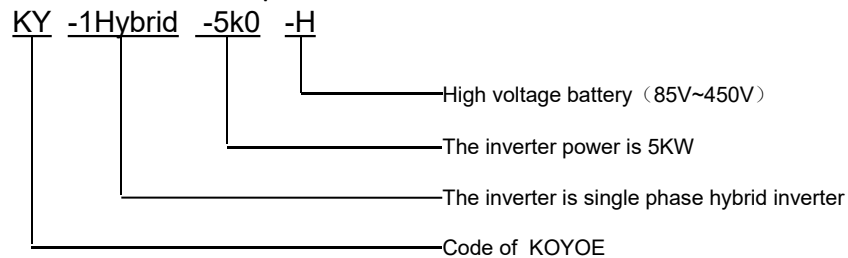 KY -1Hybrid -5k0 -H
High voltage battery（85V~450V）
The inverter power is 5KW
The inverter is single phase hybrid inverter
Code of KOYOE